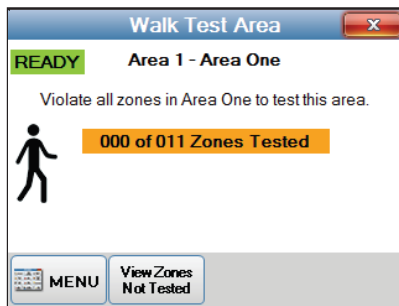 Walk Test Area
READY Area 1 - Area One
Violate all zones in Area One to test this area.
000 of 011 Zones Tested
MENU
View Zones
Not Tested